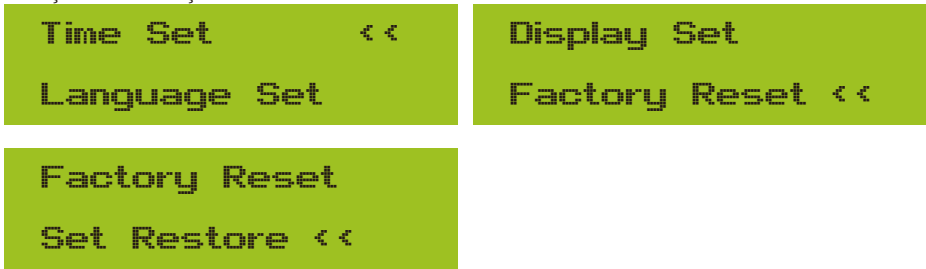 Time Set <<
Language Set
Display Set
Factory Reset <<
Factory Reset
Set Restore <<